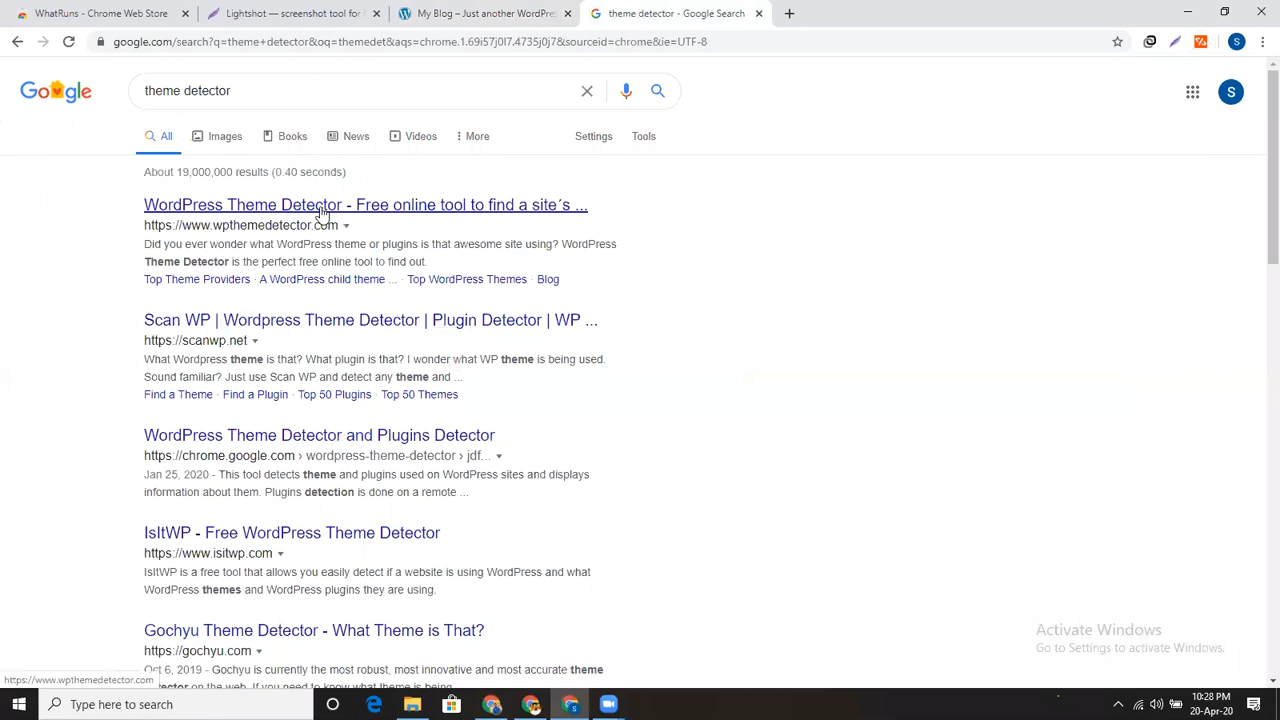 WhatRuns - Chrome Web Store
Lightshot — screenshot tool for
My Blog – Just another WordPres
theme detector - Google Search
google.com/search?q=theme+detector&oq=themedet&aqs=chrome.1.69i57j0l7.4735j0j7&sourceid=chrome&ie=UTF-8
S
Google
theme detector
S
All
Images
Books
News
Videos
More
Settings
Tools
About 19,000,000 results (0.40 seconds)
WordPress Theme Detector - Free online tool to find a site´s ...
https://www.wpthemedetector.com
Did you ever wonder what WordPress theme or plugins is that awesome site using? WordPress
Theme Detector is the perfect free online tool to find out.
Top Theme Providers · A WordPress child theme ... · Top WordPress Themes · Blog
Scan WP | Wordpress Theme Detector | Plugin Detector | WP ...
https://scanwp.net
What Wordpress theme is that? What plugin is that? I wonder what WP theme is being used.
Sound familiar? Just use Scan WP and detect any theme and ...
Find a Theme · Find a Plugin · Top 50 Plugins · Top 50 Themes
WordPress Theme Detector and Plugins Detector
https://chrome.google.com › wordpress-theme-detector › jdf...
Jan 25, 2020 - This tool detects theme and plugins used on WordPress sites and displays
information about them. Plugins detection is done on a remote ...
IsItWP - Free WordPress Theme Detector
https://www.isitwp.com
IsItWP is a free tool that allows you easily detect if a website is using WordPress and what
WordPress themes and WordPress plugins they are using.
Gochyu Theme Detector - What Theme is That?
https://gochyu.com
Oct 6, 2019 - Gochyu is currently the most robust, most innovative and most accurate theme
detector on the web. If you need to know what theme is being
https://www.wpthemedetector.com
Activate Windows
Go to Settings to activate Windows.
Type here to search
10:28 PM
20-Apr-20